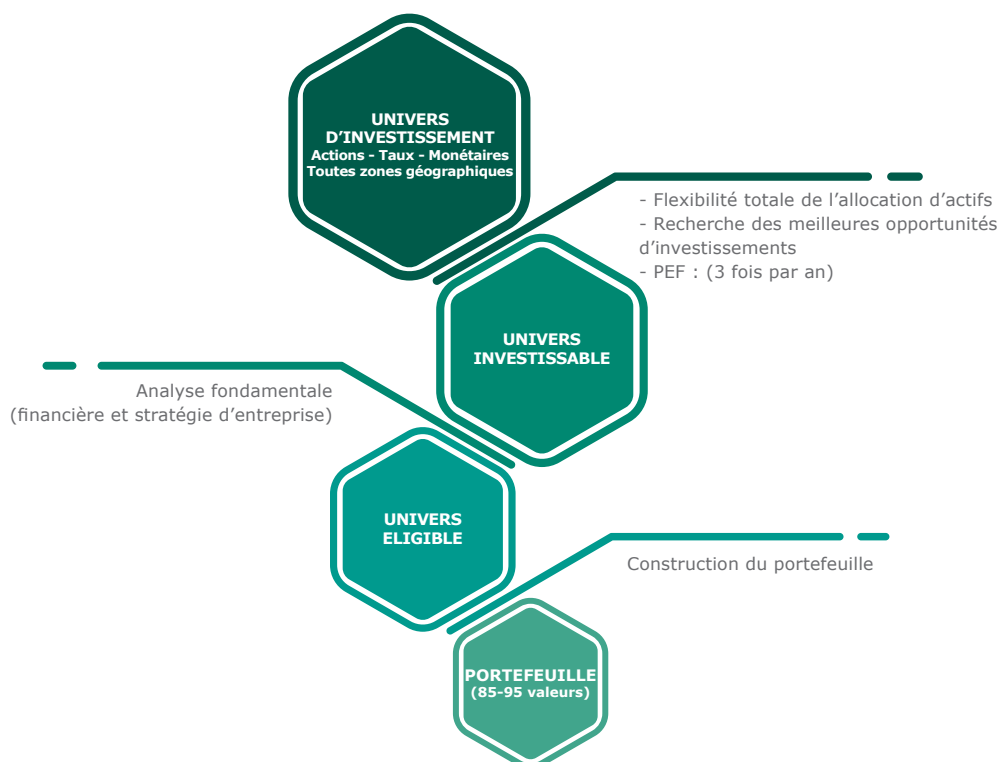 UNIVERS
D'INVESTISSEMENT
Actions - Taux - Monétaires
Toutes zones géographiques
- Flexibilité totale de l'allocation d'actifs
- Recherche des meilleures opportunités
d'investissements
- PEF : (3 fois par an)
UNIVERS
INVESTISSABLE
Analyse fondamentale
(financière et stratégie d'entreprise)
UNIVERS
ELIGIBLE
Construction du portefeuille
PORTEFEUILLE
(85-95 valeurs)